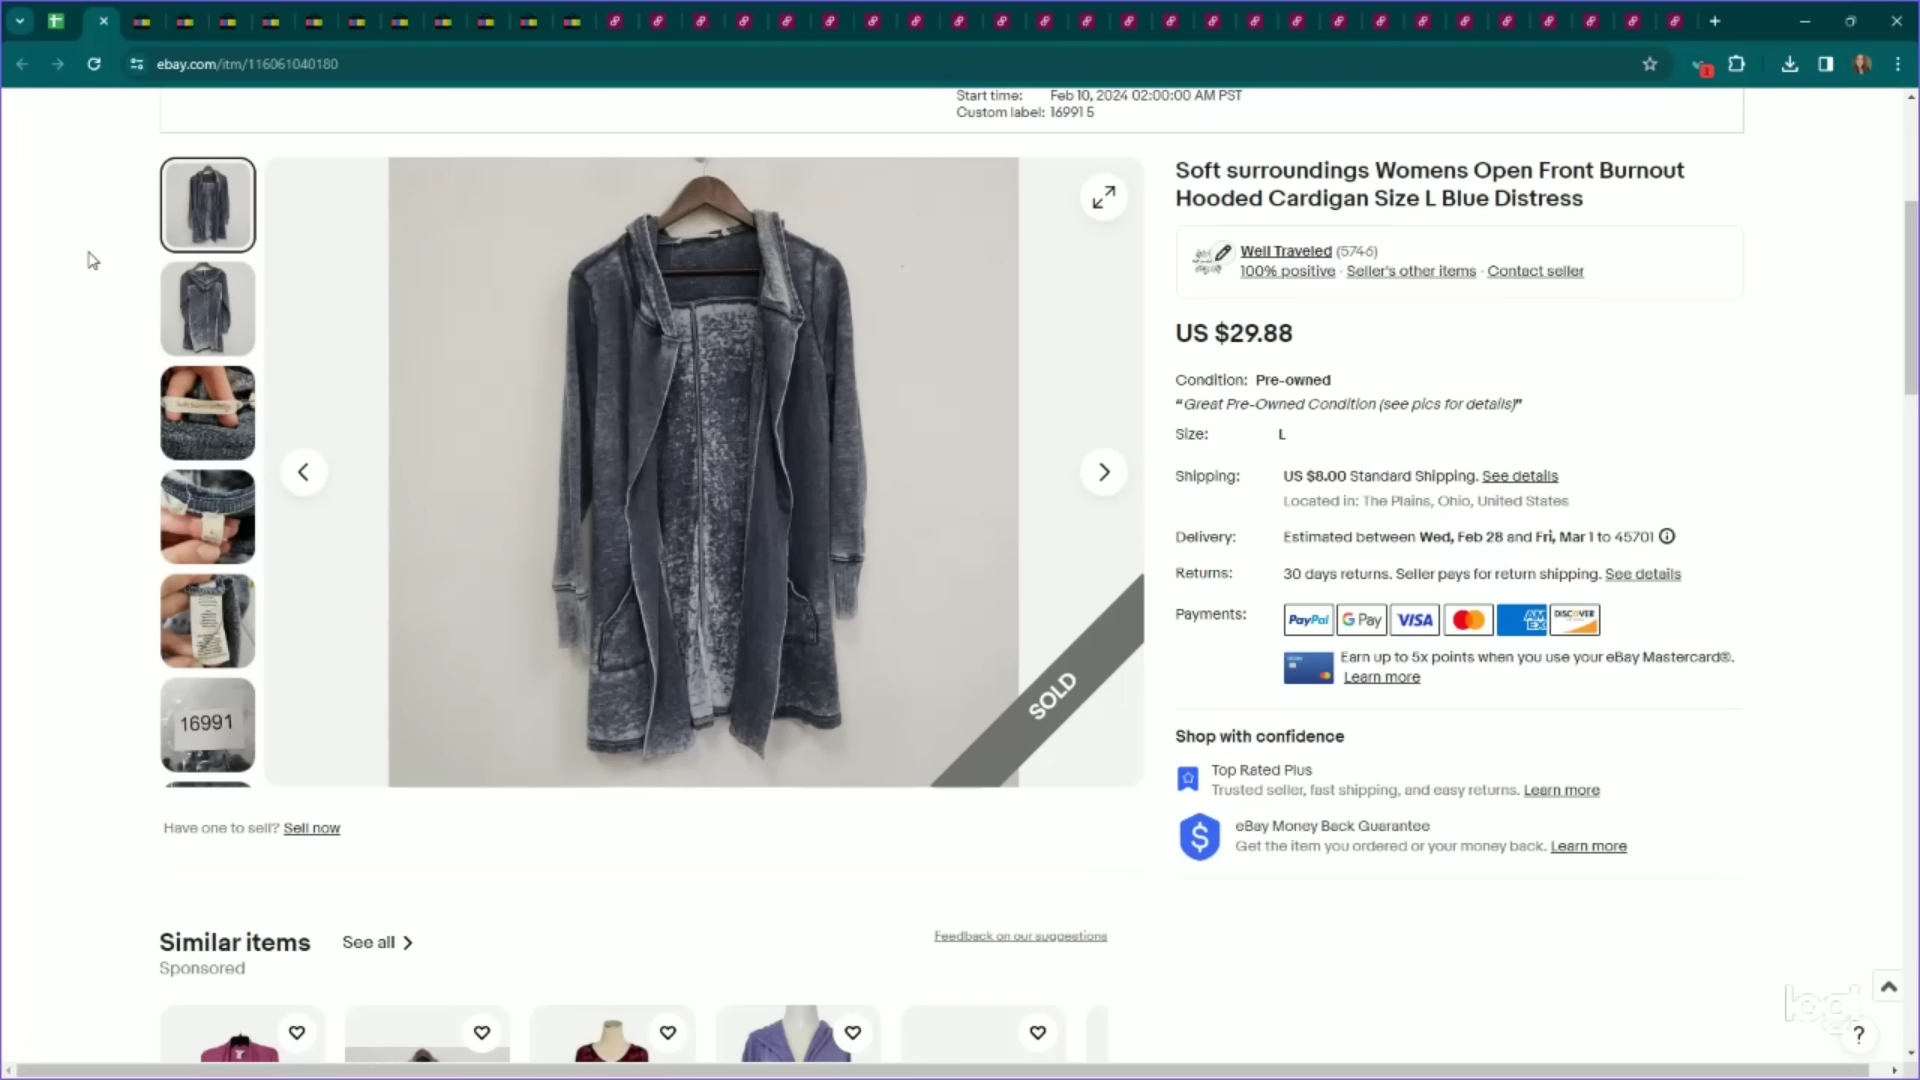 ebay.com/itm/116061040180
Start time: Feb 10, 2024 02:00:00 AM PST
Custom label: 16991 5
Soft surroundings Womens Open Front Burnout
Hooded Cardigan Size L Blue Distress
Well Traveled (5746)
100% positive · Seller's other items · Contact seller
US $29.88
Condition: Pre-owned
“Great Pre-Owned Condition (see pics for details)”
Size: L
Shipping: US $8.00 Standard Shipping. See details
Located in: The Plains, Ohio, United States
Delivery: Estimated between Wed, Feb 28 and Fri, Mar 1 to 45701
Returns: 30 days returns. Seller pays for return shipping. See details
Payments: PayPal G Pay VISA AM EX DISCOVER
Earn up to 5x points when you use your eBay Mastercard®.
Learn more
SOLD
16991
Shop with confidence
Top Rated Plus
Trusted seller, fast shipping, and easy returns. Learn more
eBay Money Back Guarantee
Get the item you ordered or your money back. Learn more
Have one to sell? Sell now
Similar items See all
Feedback on our suggestions
Sponsored
logi
?
1